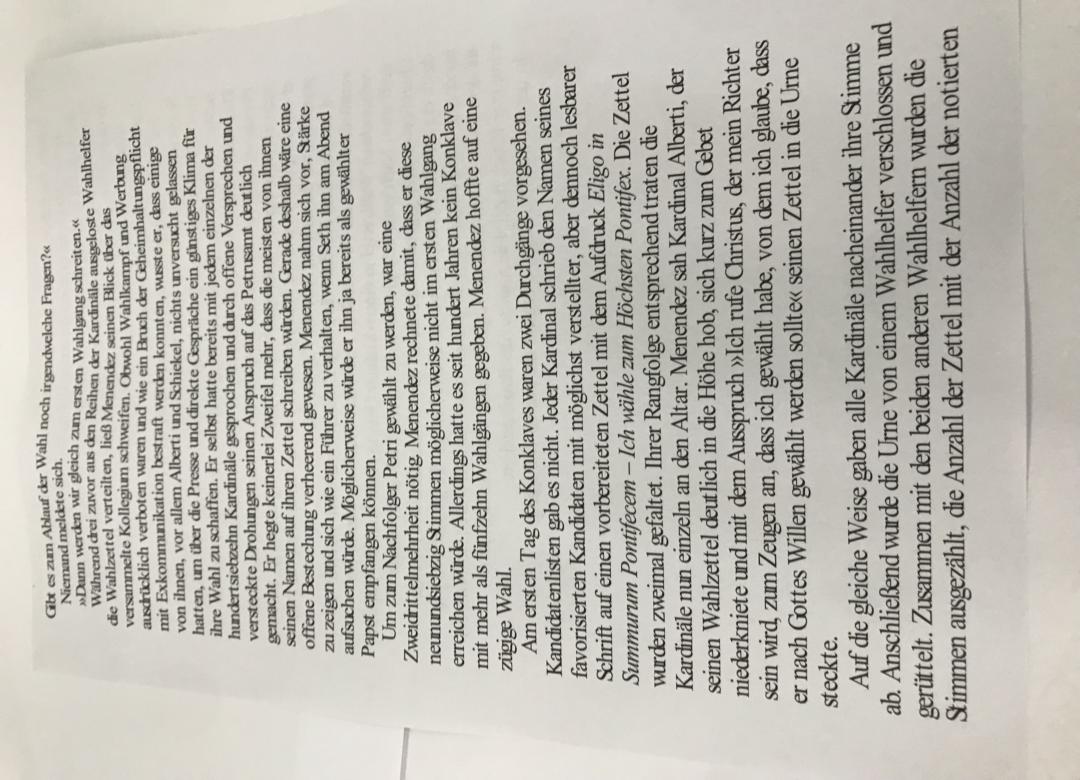 Gibt es zum Ablauf der Wahl noch irgendwelche Fragen?«
Niemand meldete sich.
»Dann werden wir gleich zum ersten Wahlgang schreiten.«
Während drei zuvor aus den Reihen der Kardinäle ausgeloste Wahlhelfer
die Wahlzettel verteilten, ließ Menendez seinen Blick über das
versammelte Kollegium schweifen. Obwohl Wahlkampf und Werbung
ausdrücklich verboten waren und wie ein Bruch der Geheimhaltungspflicht
mit Exkommunikation bestraft werden konnten, wusste er, dass einige
von ihnen, vor allem Alberti und Schiekel, nichts unversucht gelassen
hatten, um über die Presse und direkte Gespräche ein günstiges Klima für
ihre Wahl zu schaffen. Er selbst hatte bereits mit jedem einzelnen der
hundertsiebzehn Kardinäle gesprochen und durch offene Versprechen und
versteckte Drohungen seinen Anspruch auf das Petrusamt deutlich
gemacht. Er hegte keinerlei Zweifel mehr, dass die meisten von ihnen
seinen Namen auf ihren Zettel schreiben würden. Gerade deshalb wäre eine
offene Bestechung verheerend gewesen. Menendez nahm sich vor, Stärke
zu zeigen und sich wie ein Führer zu verhalten, wenn Seth ihn am Abend
aufsuchen würde. Möglicherweise würde er ihn ja bereits als gewählter
Papst empfangen können.
Um zum Nachfolger Petri gewählt zu werden, war eine
Zweidrittelmehrheit nötig. Menendez rechnete damit, dass er diese
neunundsiebzig Stimmen möglicherweise nicht im ersten Wahlgang
erreichen würde. Allerdings hatte es seit hundert Jahren kein Konklave
mit mehr als fünfzehn Wahlgängen gegeben. Menendez hoffte auf eine
zügige Wahl.
Am ersten Tag des Konklaves waren zwei Durchgänge vorgesehen.
Kandidatenlisten gab es nicht. Jeder Kardinal schrieb den Namen seines
favorisierten Kandidaten mit möglichst verstellter, aber dennoch lesbarer
Schrift auf einen vorbereiteten Zettel mit dem Aufdruck Eligo in
Summurum Pontifecem – Ich wähle zum Höchsten Pontifex. Die Zettel
wurden zweimal gefaltet. Ihrer Rangfolge entsprechend traten die
Kardinäle nun einzeln an den Altar. Menendez sah Kardinal Alberti, der
seinen Wahlzettel deutlich in die Höhe hob, sich kurz zum Gebet
niederkniete und mit dem Ausspruch »Ich rufe Christus, der mein Richter
sein wird, zum Zeugen an, dass ich gewählt habe, von dem ich glaube, dass
er nach Gottes Willen gewählt werden sollte« seinen Zettel in die Urne
steckte.
Auf die gleiche Weise gaben alle Kardinäle nacheinander ihre Stimme
ab. Anschließend wurde die Urne von einem Wahlhelfer verschlossen und
gerüttelt. Zusammen mit den beiden anderen Wahlhelfern wurden die
Stimmen ausgezählt, die Anzahl der Zettel mit der Anzahl der notierten